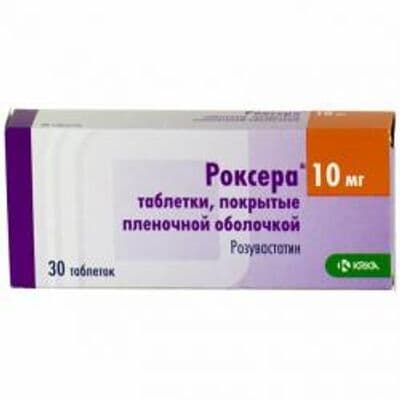 Роксера®
10 мг
таблетки, покрытые
пленочной оболочкой
Розувастатин
30 таблеток
KRKA